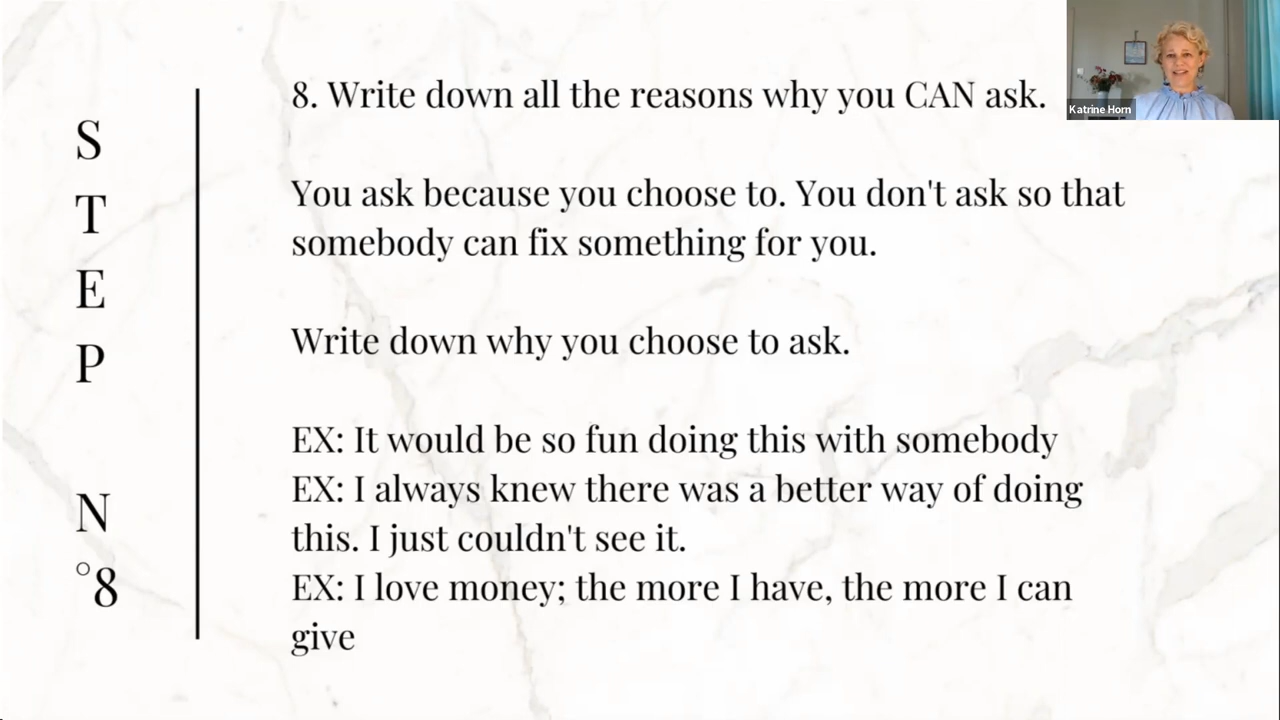 S
T
E
P
N
°8
8. Write down all the reasons why you CAN ask.
You ask because you choose to. You don't ask so that
somebody can fix something for you.
Write down why you choose to ask.
EX: It would be so fun doing this with somebody
EX: I always knew there was a better way of doing
this. I just couldn't see it.
EX: I love money; the more I have, the more I can
give
Katrine Horn